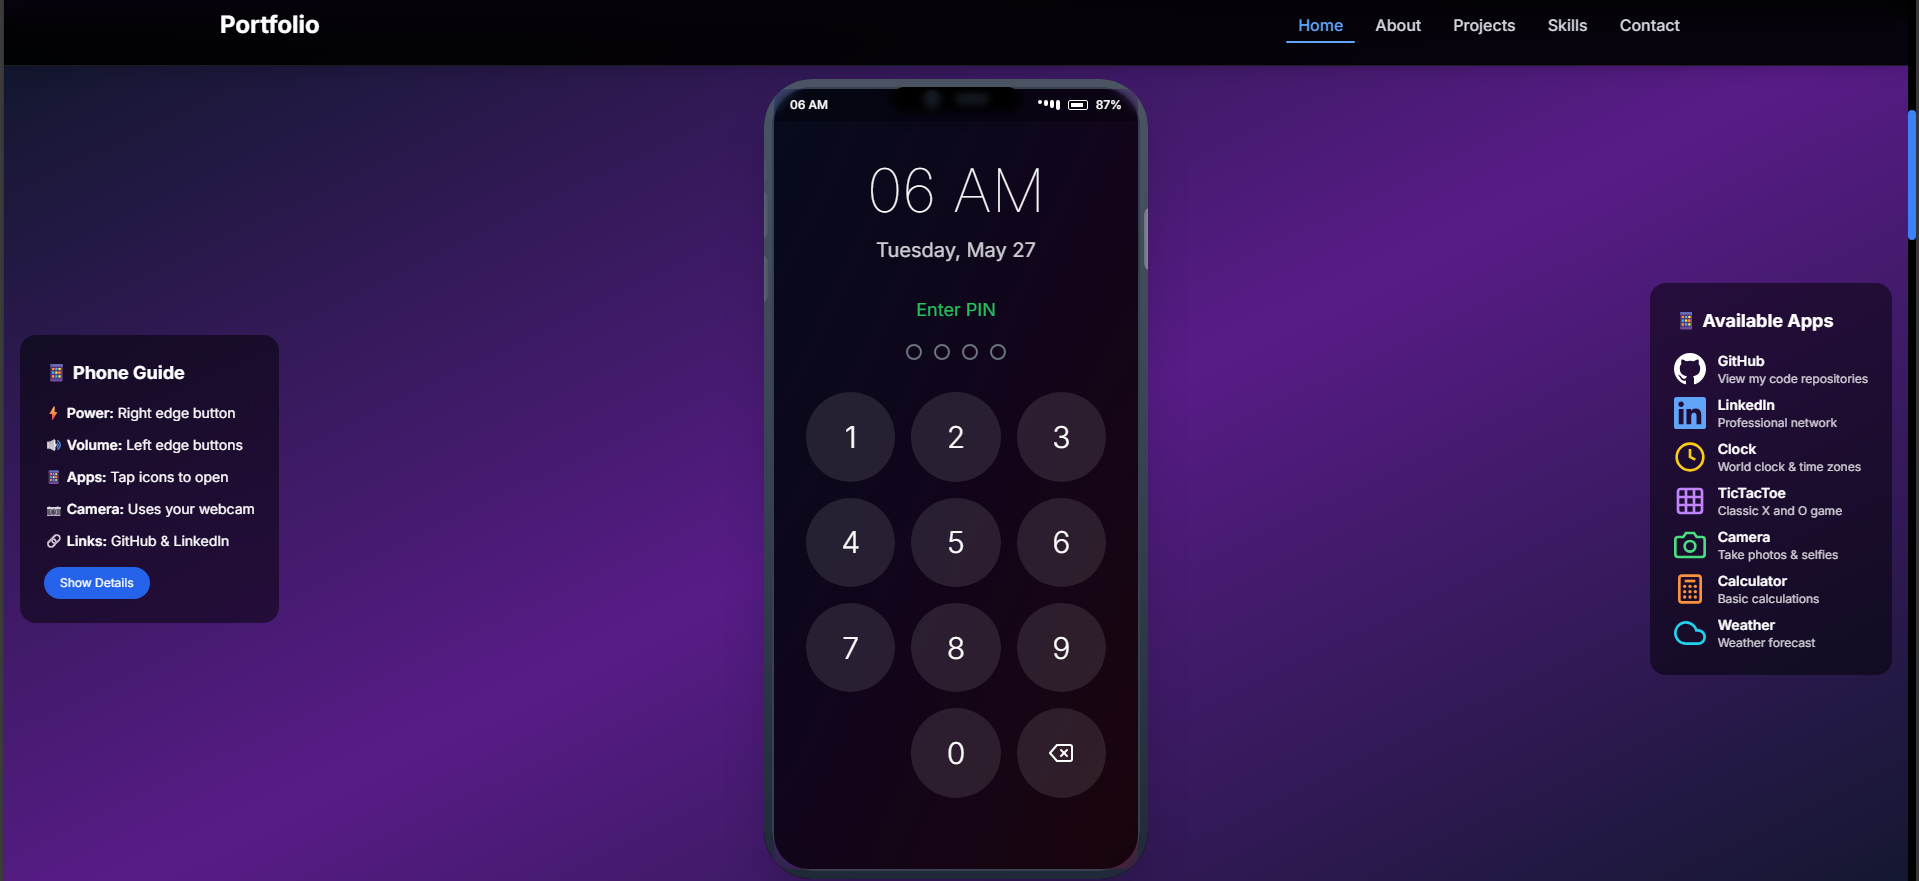 Portfolio
Home
About
Projects
Skills
Contact
06 AM
87%
06 AM
Tuesday, May 27
Enter PIN
1
2
3
4
5
6
7
8
9
0
Phone Guide
Power: Right edge button
Volume: Left edge buttons
Apps: Tap icons to open
Camera: Uses your webcam
Links: GitHub & LinkedIn
Show Details
Available Apps
GitHub
View my code repositories
LinkedIn
Professional network
Clock
World clock & time zones
TicTacToe
Classic X and O game
Camera
Take photos & selfies
Calculator
Basic calculations
Weather
Weather forecast